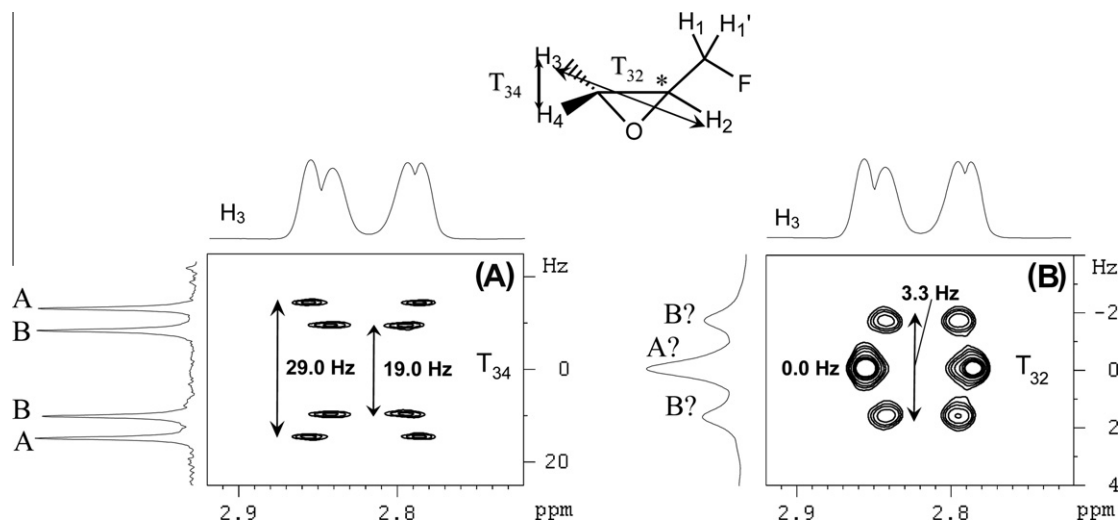 H1 H1'
H3
T32
*
F
T34
H4
O
H2
H3
(A)
Hz
A
B
29.0 Hz
19.0 Hz
T34
0
B
A
20
2.9
2.8
ppm
H3
(B)
Hz
B?
3.3 Hz
-2
A?
0.0 Hz
T32
0
B?
2
4
2.9
2.8
ppm